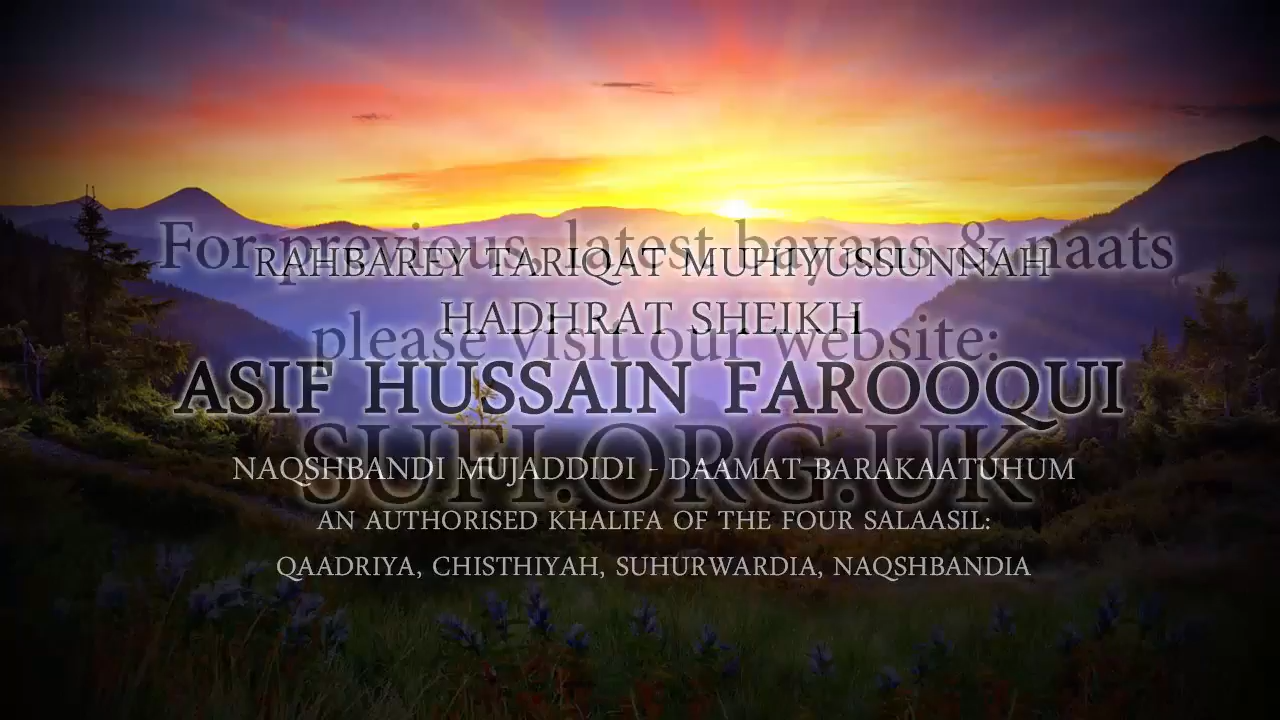 For previous, latest bayans & naats
RAHBAREY TARIQAT MUHIYUSSUNNAH
HADHRAT SHEIKH
please visit our website:
ASIF HUSSAIN FAROOQUI
SUFI.ORG.UK
NAQSHBANDI MUJADDIDI - DAAMAT BARAKAATUHUM
AN AUTHORISED KHALIFA OF THE FOUR SALAASIL:
QAADRIYA, CHISTHIYAH, SUHURWARDIA, NAQSHBANDIA